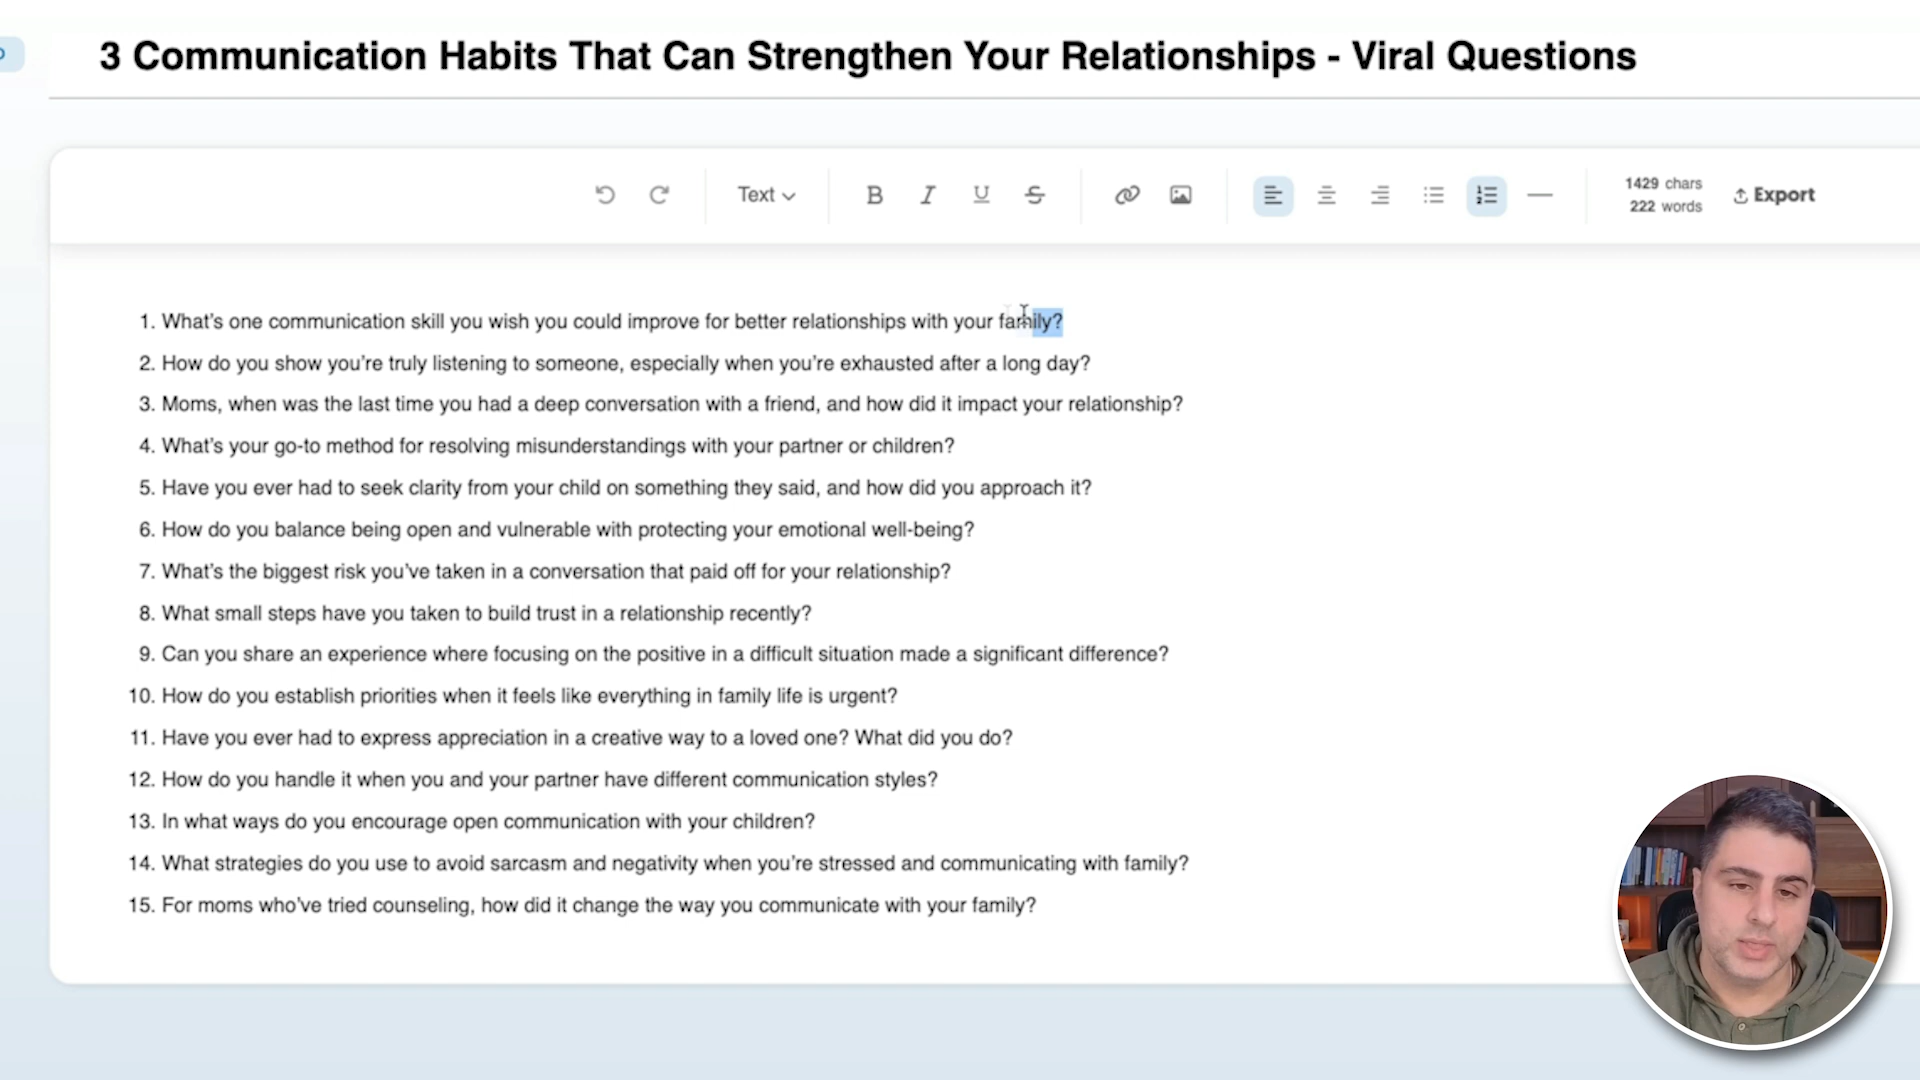 3 Communication Habits That Can Strengthen Your Relationships - Viral Questions
Text
B I U S
1429 chars
222 words
Export
1. What's one communication skill you wish you could improve for better relationships with your family?
2. How do you show you're truly listening to someone, especially when you're exhausted after a long day?
3. Moms, when was the last time you had a deep conversation with a friend, and how did it impact your relationship?
4. What's your go-to method for resolving misunderstandings with your partner or children?
5. Have you ever had to seek clarity from your child on something they said, and how did you approach it?
6. How do you balance being open and vulnerable with protecting your emotional well-being?
7. What's the biggest risk you've taken in a conversation that paid off for your relationship?
8. What small steps have you taken to build trust in a relationship recently?
9. Can you share an experience where focusing on the positive in a difficult situation made a significant difference?
10. How do you establish priorities when it feels like everything in family life is urgent?
11. Have you ever had to express appreciation in a creative way to a loved one? What did you do?
12. How do you handle it when you and your partner have different communication styles?
13. In what ways do you encourage open communication with your children?
14. What strategies do you use to avoid sarcasm and negativity when you're stressed and communicating with family?
15. For moms who've tried counseling, how did it change the way you communicate with your family?